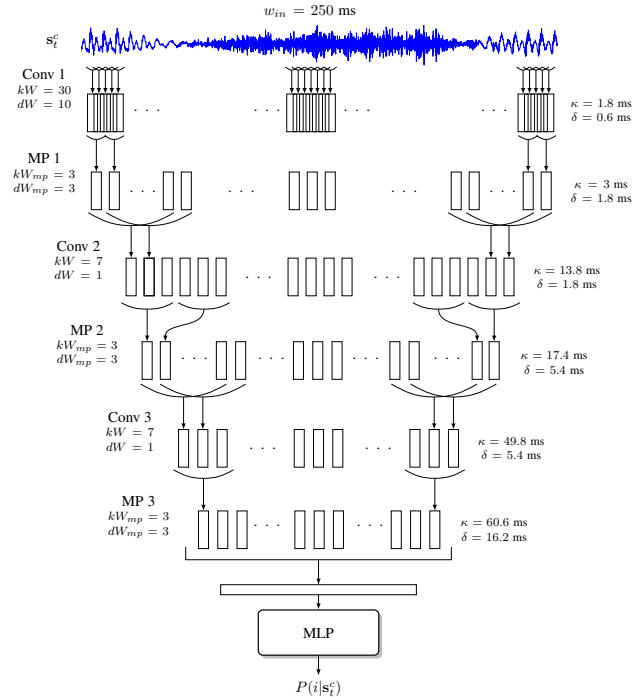 w_in = 250 ms
s_t^c
Conv 1
kW = 30
dW = 10
. . .
. . .
. . .
. . .
κ = 1.8 ms
δ = 0.6 ms
MP 1
kW_mp = 3
dW_mp = 3
. . .
. . .
. . .
. . .
κ = 3 ms
δ = 1.8 ms
Conv 2
kW = 7
dW = 1
. . .
. . .
κ = 13.8 ms
δ = 1.8 ms
MP 2
kW_mp = 3
dW_mp = 3
. . .
. . .
. . .
. . .
κ = 17.4 ms
δ = 5.4 ms
Conv 3
kW = 7
dW = 1
. . .
. . .
κ = 49.8 ms
δ = 5.4 ms
MP 3
kW_mp = 3
dW_mp = 3
. . .
. . .
κ = 60.6 ms
δ = 16.2 ms
MLP
P(i|s_t^c)